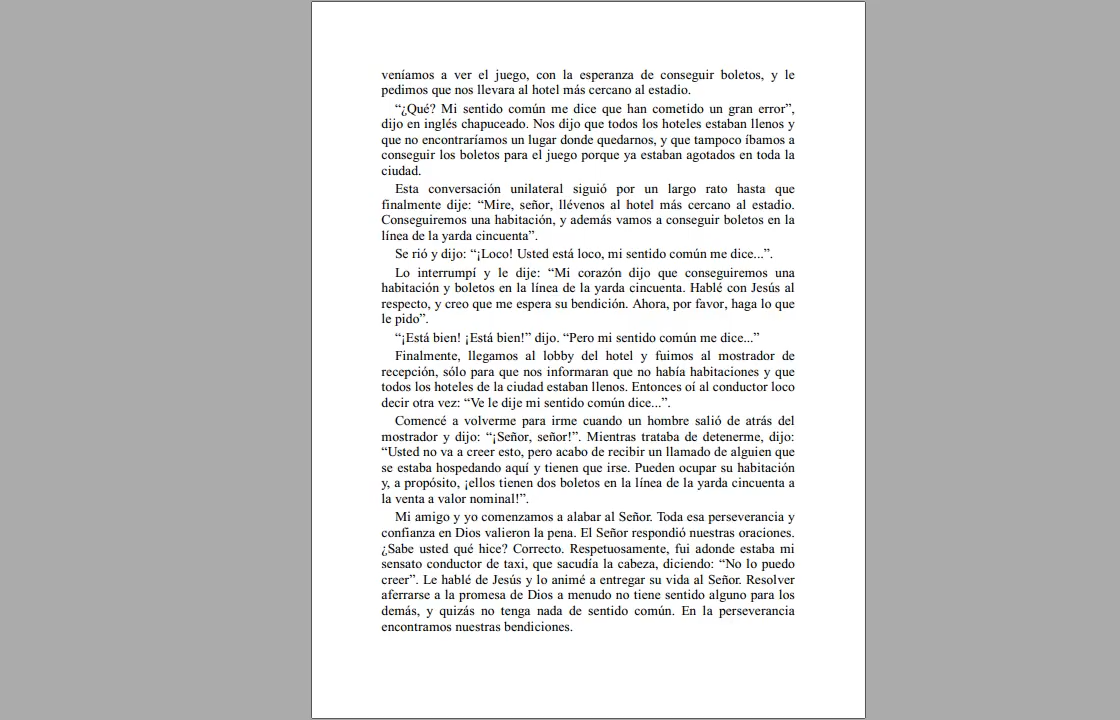 veníamos a ver el juego, con la esperanza de conseguir boletos, y le
pedimos que nos llevara al hotel más cercano al estadio.
“¿Qué? Mi sentido común me dice que han cometido un gran error”,
dijo en inglés chapuceado. Nos dijo que todos los hoteles estaban llenos y
que no encontraríamos un lugar donde quedarnos, y que tampoco íbamos a
conseguir los boletos para el juego porque ya estaban agotados en toda la
ciudad.
Esta conversación unilateral siguió por un largo rato hasta que
finalmente dije: “Mire, señor, llévenos al hotel más cercano al estadio.
Conseguiremos una habitación, y además vamos a conseguir boletos en la
línea de la yarda cincuenta”.
Se rió y dijo: “¡Loco! Usted está loco, mi sentido común me dice...”.
Lo interrumpí y le dije: “Mi corazón dijo que conseguiremos una
habitación y boletos en la línea de la yarda cincuenta. Hablé con Jesús al
respecto, y creo que me espera su bendición. Ahora, por favor, haga lo que
le pido”.
“¡Está bien! ¡Está bien!” dijo. “Pero mi sentido común me dice...”
Finalmente, llegamos al lobby del hotel y fuimos al mostrador de
recepción, sólo para que nos informaran que no había habitaciones y que
todos los hoteles de la ciudad estaban llenos. Entonces oí al conductor loco
decir otra vez: “Ve le dije mi sentido común dice...”.
Comencé a volverme para irme cuando un hombre salió de atrás del
mostrador y dijo: “¡Señor, señor!”. Mientras trataba de detenerme, dijo:
“Usted no va a creer esto, pero acabo de recibir un llamado de alguien que
se estaba hospedando aquí y tienen que irse. Pueden ocupar su habitación
y, a propósito, ¡ellos tienen dos boletos en la línea de la yarda cincuenta a
la venta a valor nominal!”.
Mi amigo y yo comenzamos a alabar al Señor. Toda esa perseverancia y
confianza en Dios valieron la pena. El Señor respondió nuestras oraciones.
¿Sabe usted qué hice? Correcto. Respetuosamente, fui adonde estaba mi
sensato conductor de taxi, que sacudía la cabeza, diciendo: “No lo puedo
creer”. Le hablé de Jesús y lo animé a entregar su vida al Señor. Resolver
aferrarse a la promesa de Dios a menudo no tiene sentido alguno para los
demás, y quizás no tenga nada de sentido común. En la perseverancia
encontramos nuestras bendiciones.